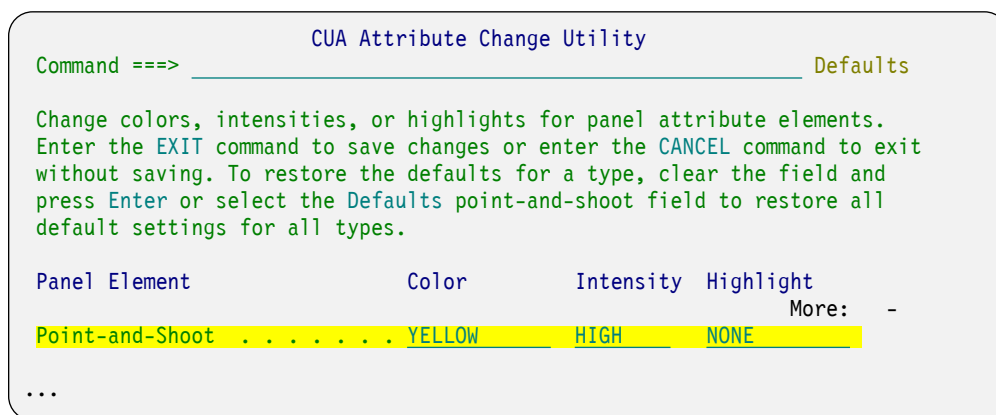 CUA Attribute Change Utility
Command ===> Defaults
Change colors, intensities, or highlights for panel attribute elements.
Enter the EXIT command to save changes or enter the CANCEL command to exit
without saving. To restore the defaults for a type, clear the field and
press Enter or select the Defaults point-and-shoot field to restore all
default settings for all types.
Panel Element Color Intensity Highlight
More: -
Point-and-Shoot . . . . . . . YELLOW HIGH NONE
...